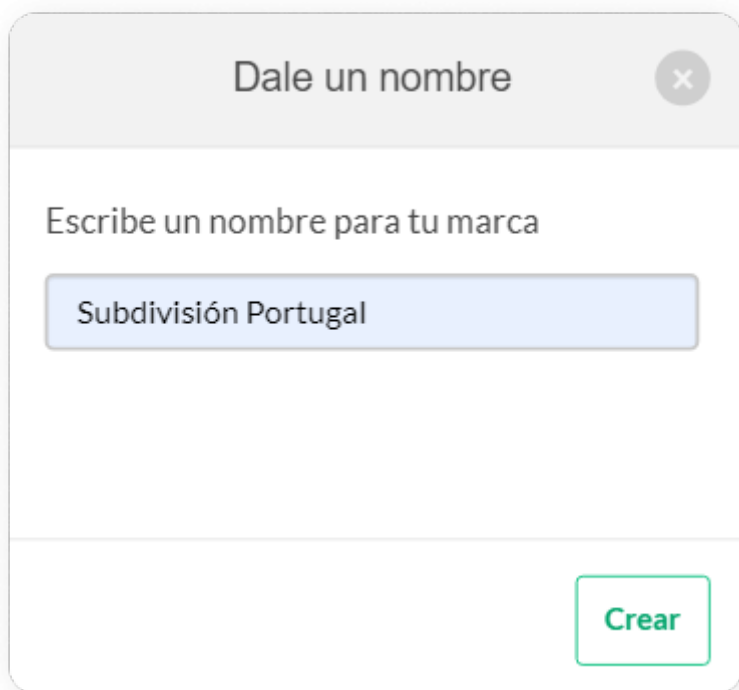 Dale un nombre
Escribe un nombre para tu marca
Subdivisión Portugal
Crear